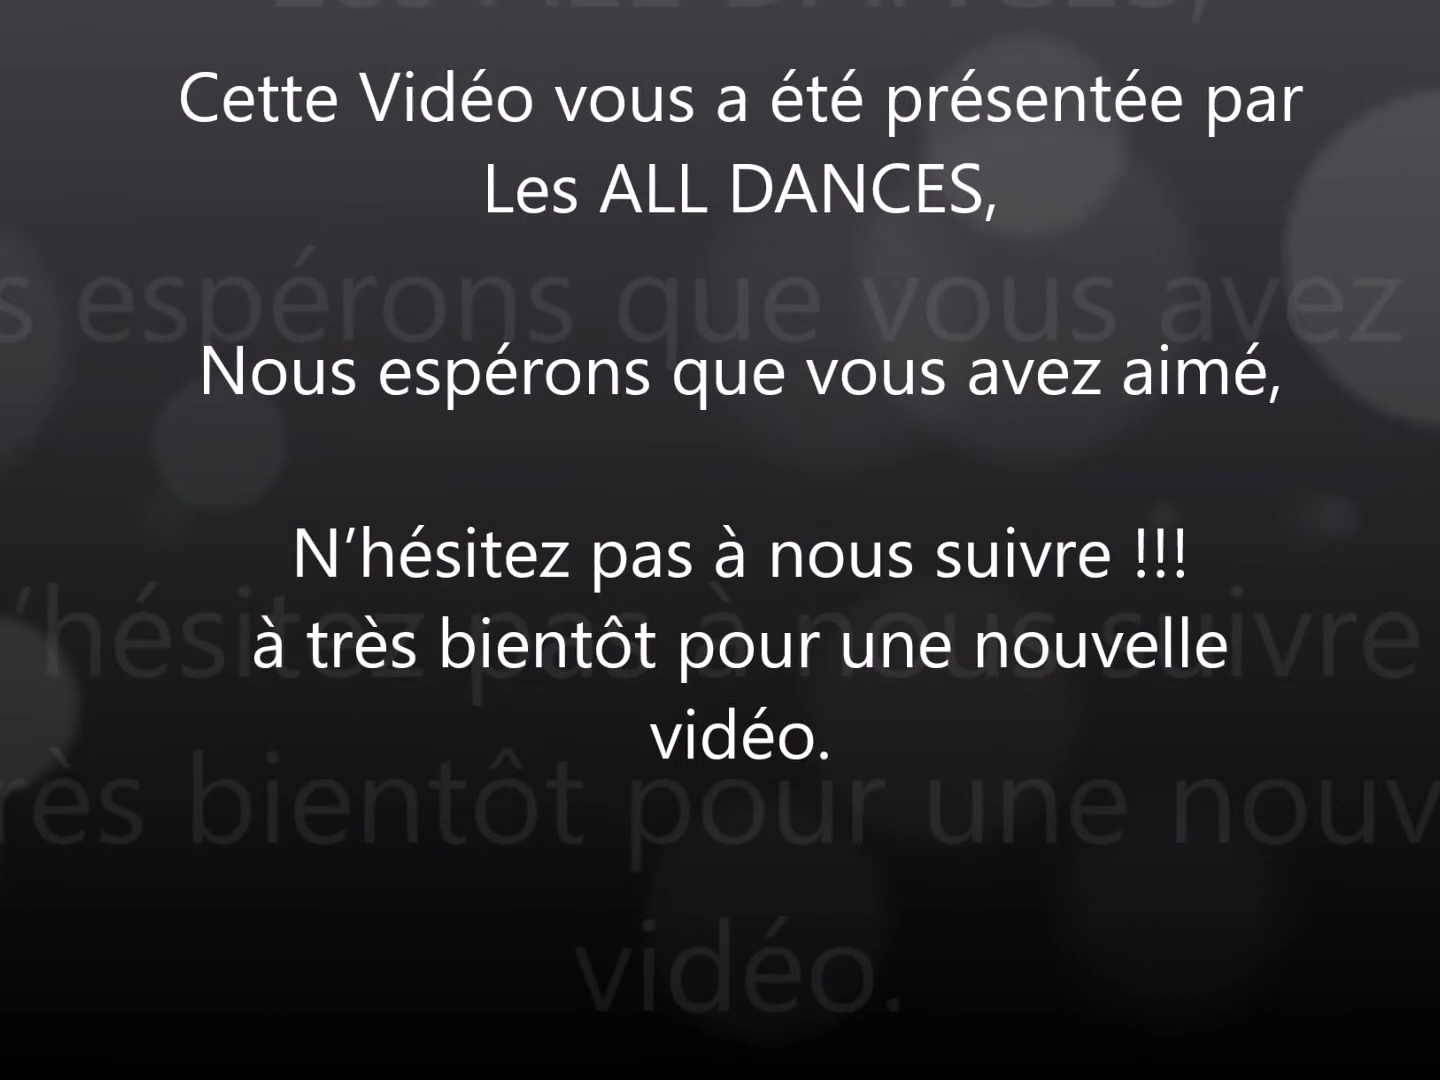 Cette Vidéo vous a été présentée par
Les ALL DANCES,
Nous espérons que vous avez aimé,
N’hésitez pas à nous suivre !!!
à très bientôt pour une nouvelle
vidéo.